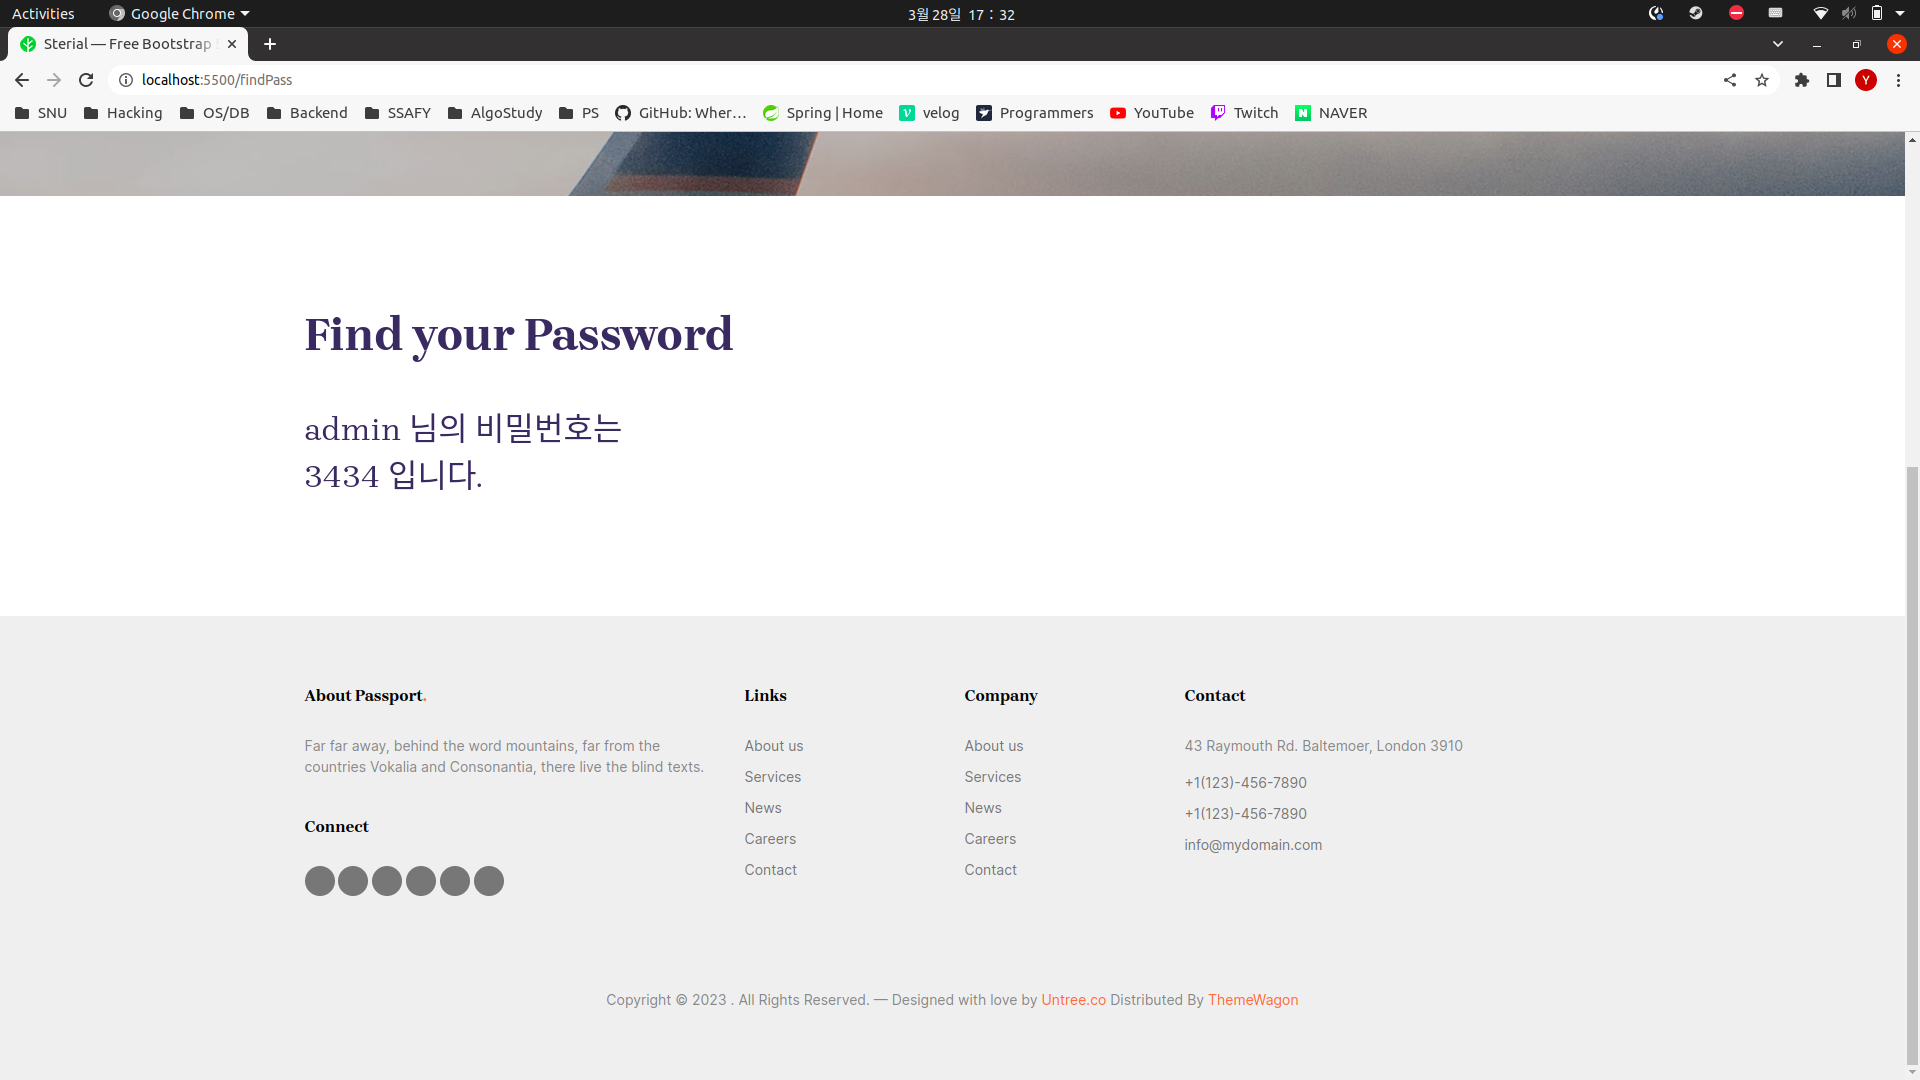 Activities
Google Chrome
3월 28일 17 : 32
Sterial — Free Bootstrap
localhost:5500/findPass
Y
SNU
Hacking
OS/DB
Backend
SSAFY
AlgoStudy
PS
GitHub: Wher...
Spring | Home
velog
Programmers
YouTube
Twitch
NAVER
Find your Password
admin 님의 비밀번호는
3434 입니다.
About Passport.
Far far away, behind the word mountains, far from the
countries Vokalia and Consonantia, there live the blind texts.
Connect
Links
About us
Services
News
Careers
Contact
Company
About us
Services
News
Careers
Contact
Contact
43 Raymouth Rd. Baltemoer, London 3910
+1(123)-456-7890
+1(123)-456-7890
info@mydomain.com
Copyright © 2023 . All Rights Reserved. — Designed with love by Untree.co Distributed By ThemeWagon